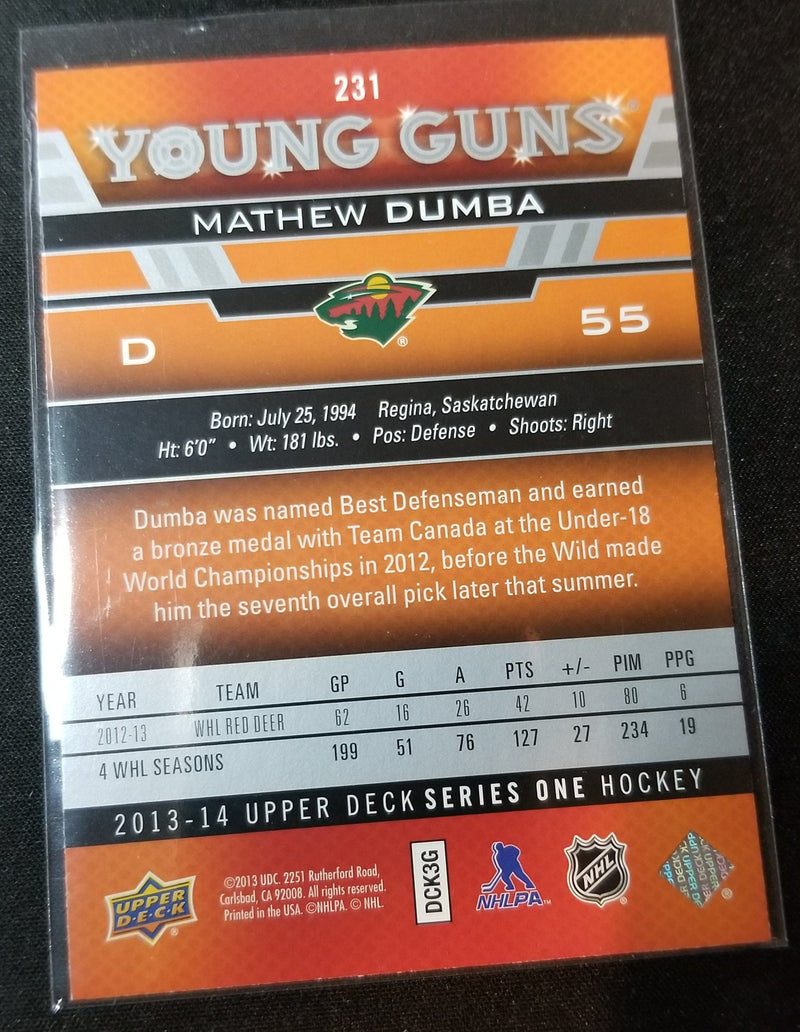 231
YOUNG GUNS®
MATHEW DUMBA
D
55
®
Born: July 25, 1994 Regina, Saskatchewan
Ht: 6'0" • Wt: 181 lbs. • Pos: Defense • Shoots: Right
Dumba was named Best Defenseman and earned
a bronze medal with Team Canada at the Under-18
World Championships in 2012, before the Wild made
him the seventh overall pick later that summer.
YEAR TEAM GP G A PTS +/- PIM PPG
2012-13 WHL RED DEER 62 16 26 42 10 80 6
4 WHL SEASONS 199 51 76 127 27 234 19
2013-14 UPPER DECK SERIES ONE HOCKEY
UPPER
D·E·C·K
®
©2013 UDC. 2251 Rutherford Road,
Carlsbad, CA 92008. All rights reserved.
Printed in the USA. ©NHLPA. © NHL.
DCK3G
NHLPA™
NHL
®
®